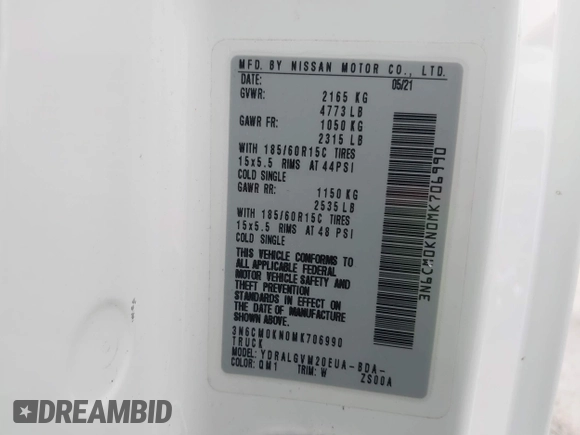 MFD. BY NISSAN MOTOR CO., LTD.
DATE: 05/21
GVWR: 2165 KG
4773 LB
GAWR FR: 1050 KG
2315 LB
WITH 185/60R15C TIRES
15x5.5 RIMS AT 44PSI
COLD SINGLE
GAWR RR: 1150 KG
2535 LB
WITH 185/60R15C TIRES
15x5.5 RIMS AT 48 PSI
COLD SINGLE
THIS VEHICLE CONFORMS TO
ALL APPLICABLE FEDERAL
MOTOR VEHICLE SAFETY AND
THEFT PREVENTION
STANDARDS IN EFFECT ON
THE DATE OF MANUFACTURE
SHOWN ABOVE.
3N6CM0KN0MK706990
TRUCK
MODEL: YDRALGVM20EUA-BDA-
COLOR: QM1 TRIM: W ZS00A
3N6CM0KN0MK706990
DREAMBID
DRIVE YOUR DREAM